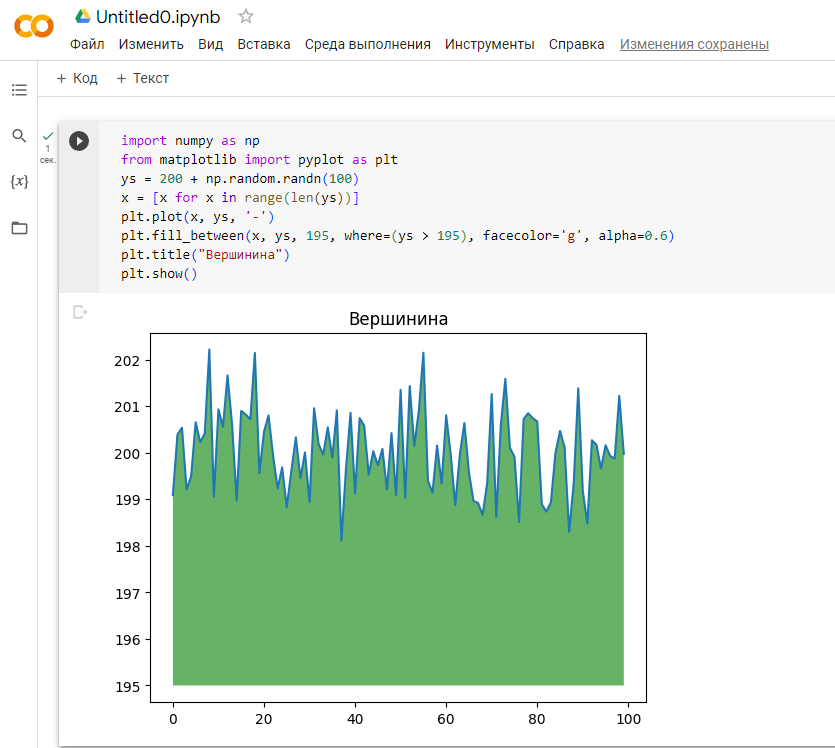 Untitled0.ipynb
Файл Изменить Вид Вставка Среда выполнения Инструменты Справка Изменения сохранены
+ Код + Текст
1
сек.
{x}
import numpy as np
from matplotlib import pyplot as plt
ys = 200 + np.random.randn(100)
x = [x for x in range(len(ys))]
plt.plot(x, ys, '-')
plt.fill_between(x, ys, 195, where=(ys > 195), facecolor='g', alpha=0.6)
plt.title("Вершинина")
plt.show()
Вершинина
202
201
200
199
198
197
196
195
0 20 40 60 80 100